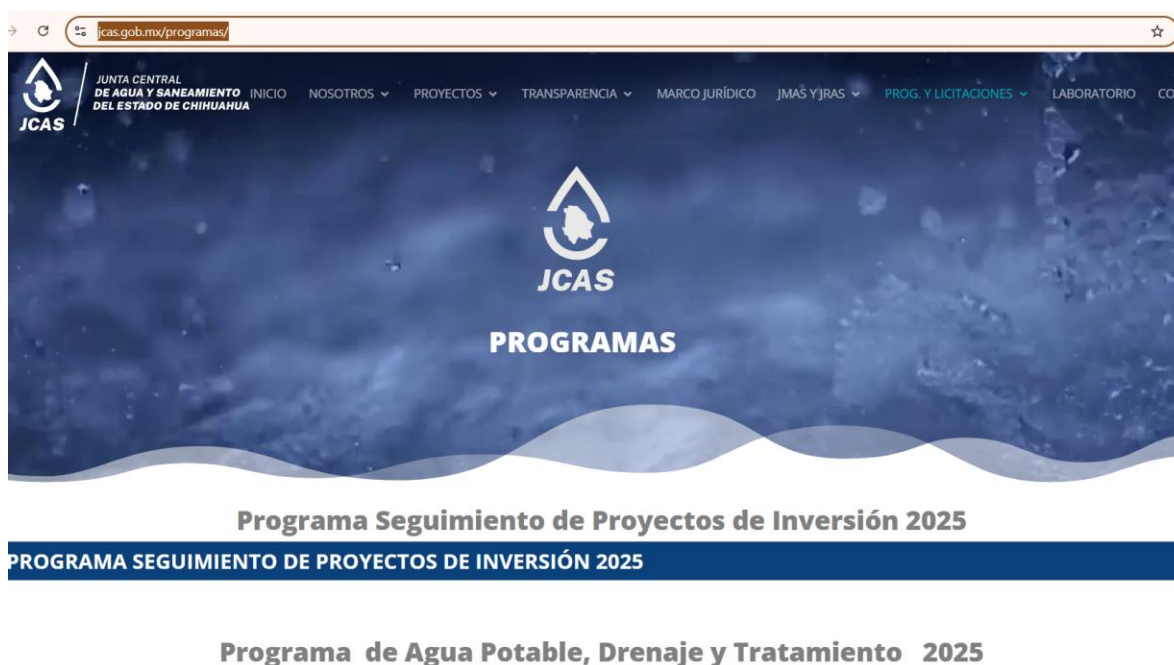 jcas.gob.mx/programas/
JUNTA CENTRAL
DE AGUA Y SANEAMIENTO
DEL ESTADO DE CHIHUAHUA
JCAS
INICIO NOSOTROS PROYECTOS TRANSPARENCIA MARCO JURÍDICO JMAS Y JRAS PROG. Y LICITACIONES LABORATORIO CO
JCAS
PROGRAMAS
Programa Seguimiento de Proyectos de Inversión 2025
PROGRAMA SEGUIMIENTO DE PROYECTOS DE INVERSIÓN 2025
Programa de Agua Potable, Drenaje y Tratamiento 2025